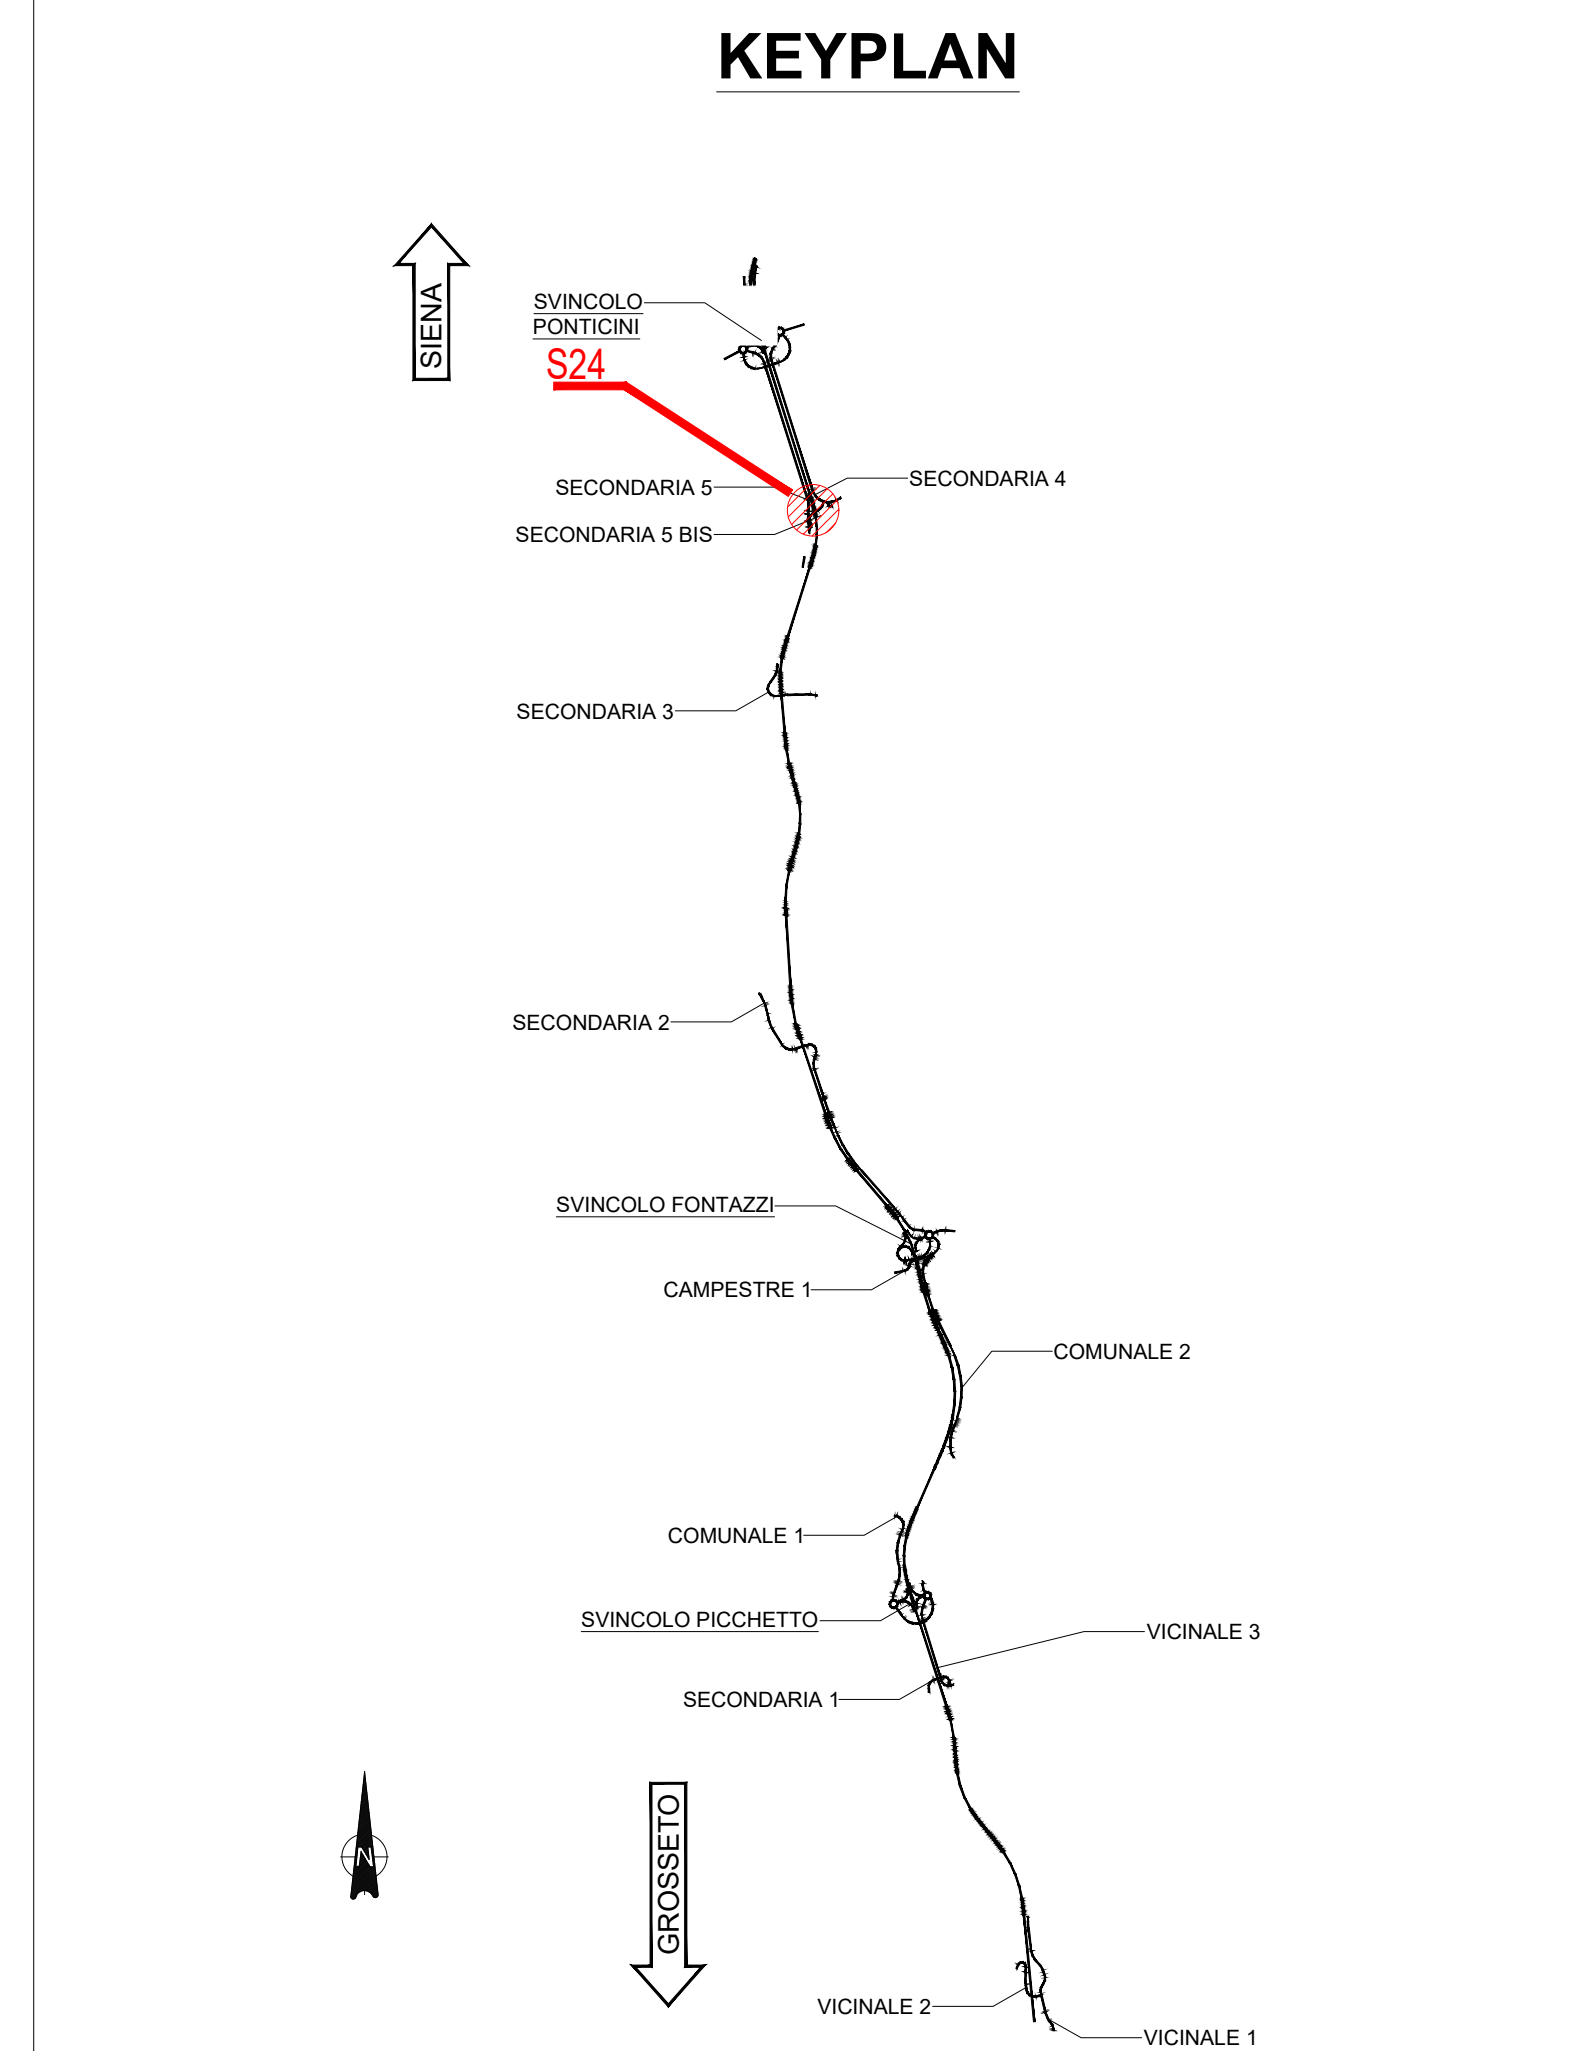 KEYPLAN
SIENA
SVINCOLO
PONTICINI
S24
SECONDARIA 4
SECONDARIA 5
SECONDARIA 5 BIS
SECONDARIA 3
SECONDARIA 2
SVINCOLO FONTAZZI
CAMPESTRE 1
COMUNALE 2
COMUNALE 1
SVINCOLO PICCHETTO
VICINALE 3
SECONDARIA 1
GROSSETO
N
VICINALE 2
VICINALE 1